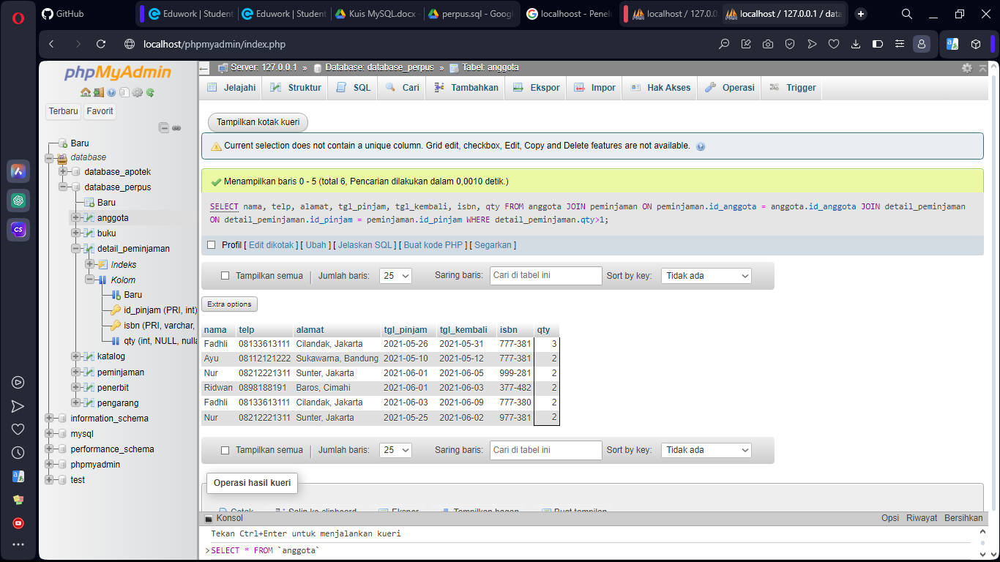 GitHub
Eduwork | Student
Eduwork | Student
Kuis MySQL.docx -
perpus.sql - Goog
localhoost - Penelu
localhost / 127.0.0
localhost / 127.0.0.1 / data
localhost/phpmyadmin/index.php
phpMyAdmin
Terbaru
Favorit
Baru
database
database_apotek
database_perpus
Baru
anggota
buku
detail_peminjaman
Indeks
Kolom
Baru
id_pinjam (PRI, int)
isbn (PRI, varchar,
qty (int, NULL, nulla
katalog
peminjaman
penerbit
pengarang
information_schema
mysql
performance_schema
phpmyadmin
test
Server: 127.0.0.1 » Database: database_perpus » Tabel: anggota
Jelajahi Struktur SQL Cari Tambahkan Ekspor Impor Hak Akses Operasi Trigger
Tampilkan kotak kueri
Current selection does not contain a unique column. Grid edit, checkbox, Edit, Copy and Delete features are not available.
Menampilkan baris 0 - 5 (total 6, Pencarian dilakukan dalam 0,0010 detik.)
SELECT nama, telp, alamat, tgl_pinjam, tgl_kembali, isbn, qty FROM anggota JOIN peminjaman ON peminjaman.id_anggota = anggota.id_anggota JOIN detail_peminjaman
ON detail_peminjaman.id_pinjam = peminjaman.id_pinjam WHERE detail_peminjaman.qty>1;
Profil [ Edit dikotak ] [ Ubah ] [ Jelaskan SQL ] [ Buat kode PHP ] [ Segarkan ]
Tampilkan semua | Jumlah baris: 25 Saring baris: Cari di tabel ini Sort by key: Tidak ada
Extra options
nama telp alamat tgl_pinjam tgl_kembali isbn qty
Fadhli 08133613111 Cilandak, Jakarta 2021-05-26 2021-05-31 777-381 3
Ayu 08112121222 Sukawarna, Bandung 2021-05-10 2021-05-12 777-381 2
Nur 08212221311 Sunter, Jakarta 2021-06-01 2021-06-05 999-281 2
Ridwan 0898188191 Baros, Cimahi 2021-06-01 2021-06-03 377-482 2
Fadhli 08133613111 Cilandak, Jakarta 2021-06-03 2021-06-09 777-380 2
Nur 08212221311 Sunter, Jakarta 2021-05-25 2021-06-02 977-381 2
Tampilkan semua | Jumlah baris: 25 Saring baris: Cari di tabel ini Sort by key: Tidak ada
Operasi hasil kueri
Cetak Salin ke clipboard Ekspor Tampilkan bagan Buat tampilan
Konsol Opsi Riwayat Bersihkan
Tekan Ctrl+Enter untuk menjalankan kueri
>SELECT * FROM `anggota`